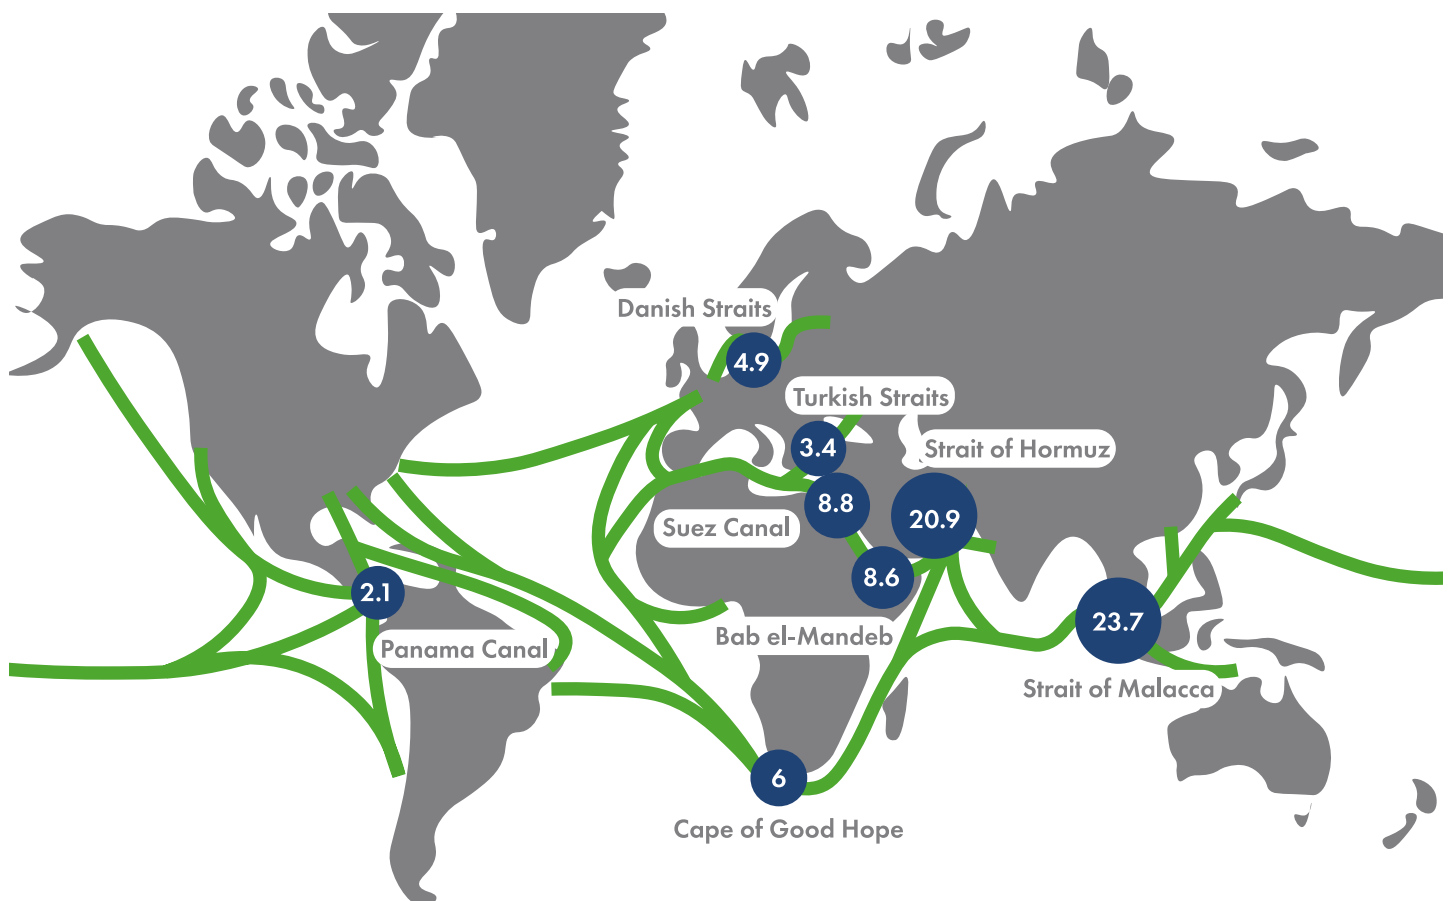 Danish Straits
4.9
Turkish Straits
3.4
Strait of Hormuz
8.8
20.9
Suez Canal
8.6
2.1
23.7
Bab el-Mandeb
Panama Canal
Strait of Malacca
6
Cape of Good Hope